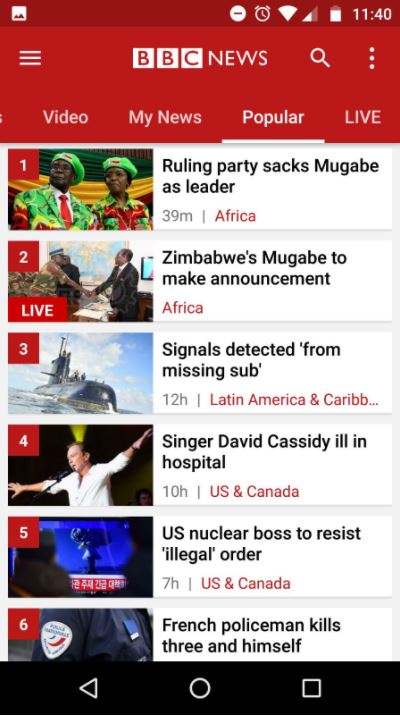 11:40
BBC NEWS
s Video My News Popular LIVE
1
Ruling party sacks Mugabe
as leader
39m | Africa
2
LIVE
Zimbabwe's Mugabe to
make announcement
Africa
3
Signals detected 'from
missing sub'
12h | Latin America & Caribb...
4
Singer David Cassidy ill in
hospital
10h | US & Canada
5
US nuclear boss to resist
'illegal' order
7h | US & Canada
6
POLICE
NATIONALE
French policeman kills
three and himself